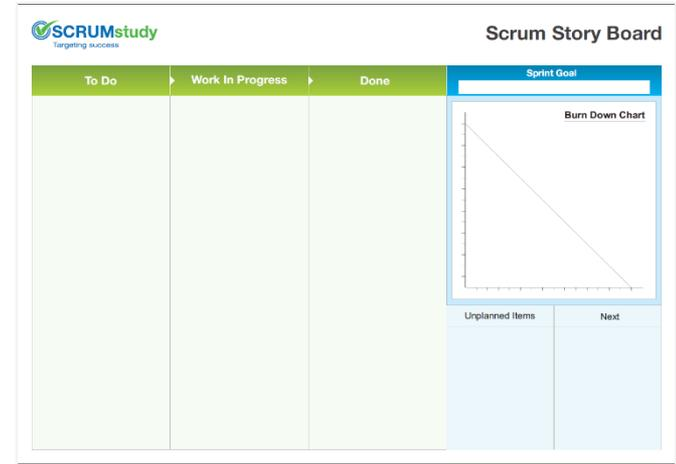 SCRUMstudy
Targeting success
Scrum Story Board
To Do
Work In Progress
Done
Sprint Goal
Burn Down Chart
Unplanned Items
Next